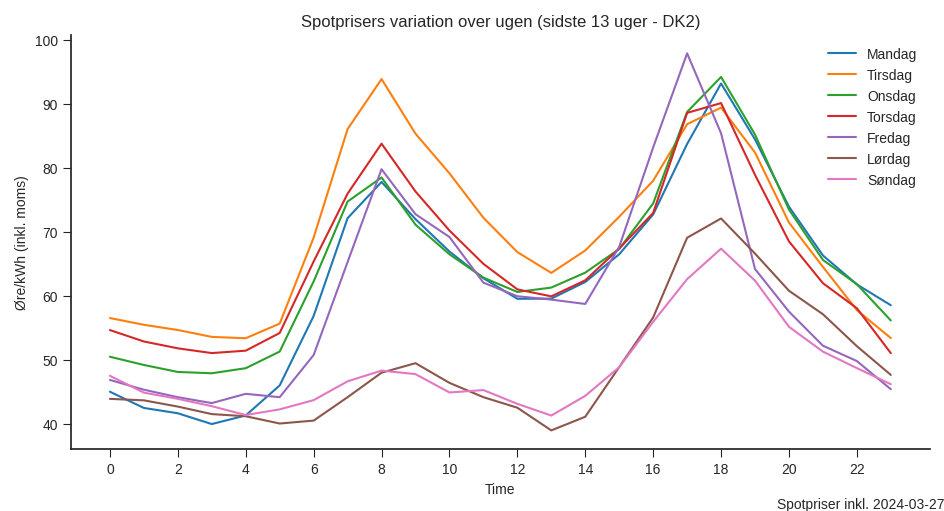 Spotprisers variation over ugen (sidste 13 uger - DK2)
Øre/kWh (inkl. moms)
100
90
80
70
60
50
40
0 2 4 6 8 10 12 14 16 18 20 22
Time
Mandag
Tirsdag
Onsdag
Torsdag
Fredag
Lørdag
Søndag
Spotpriser inkl. 2024-03-27